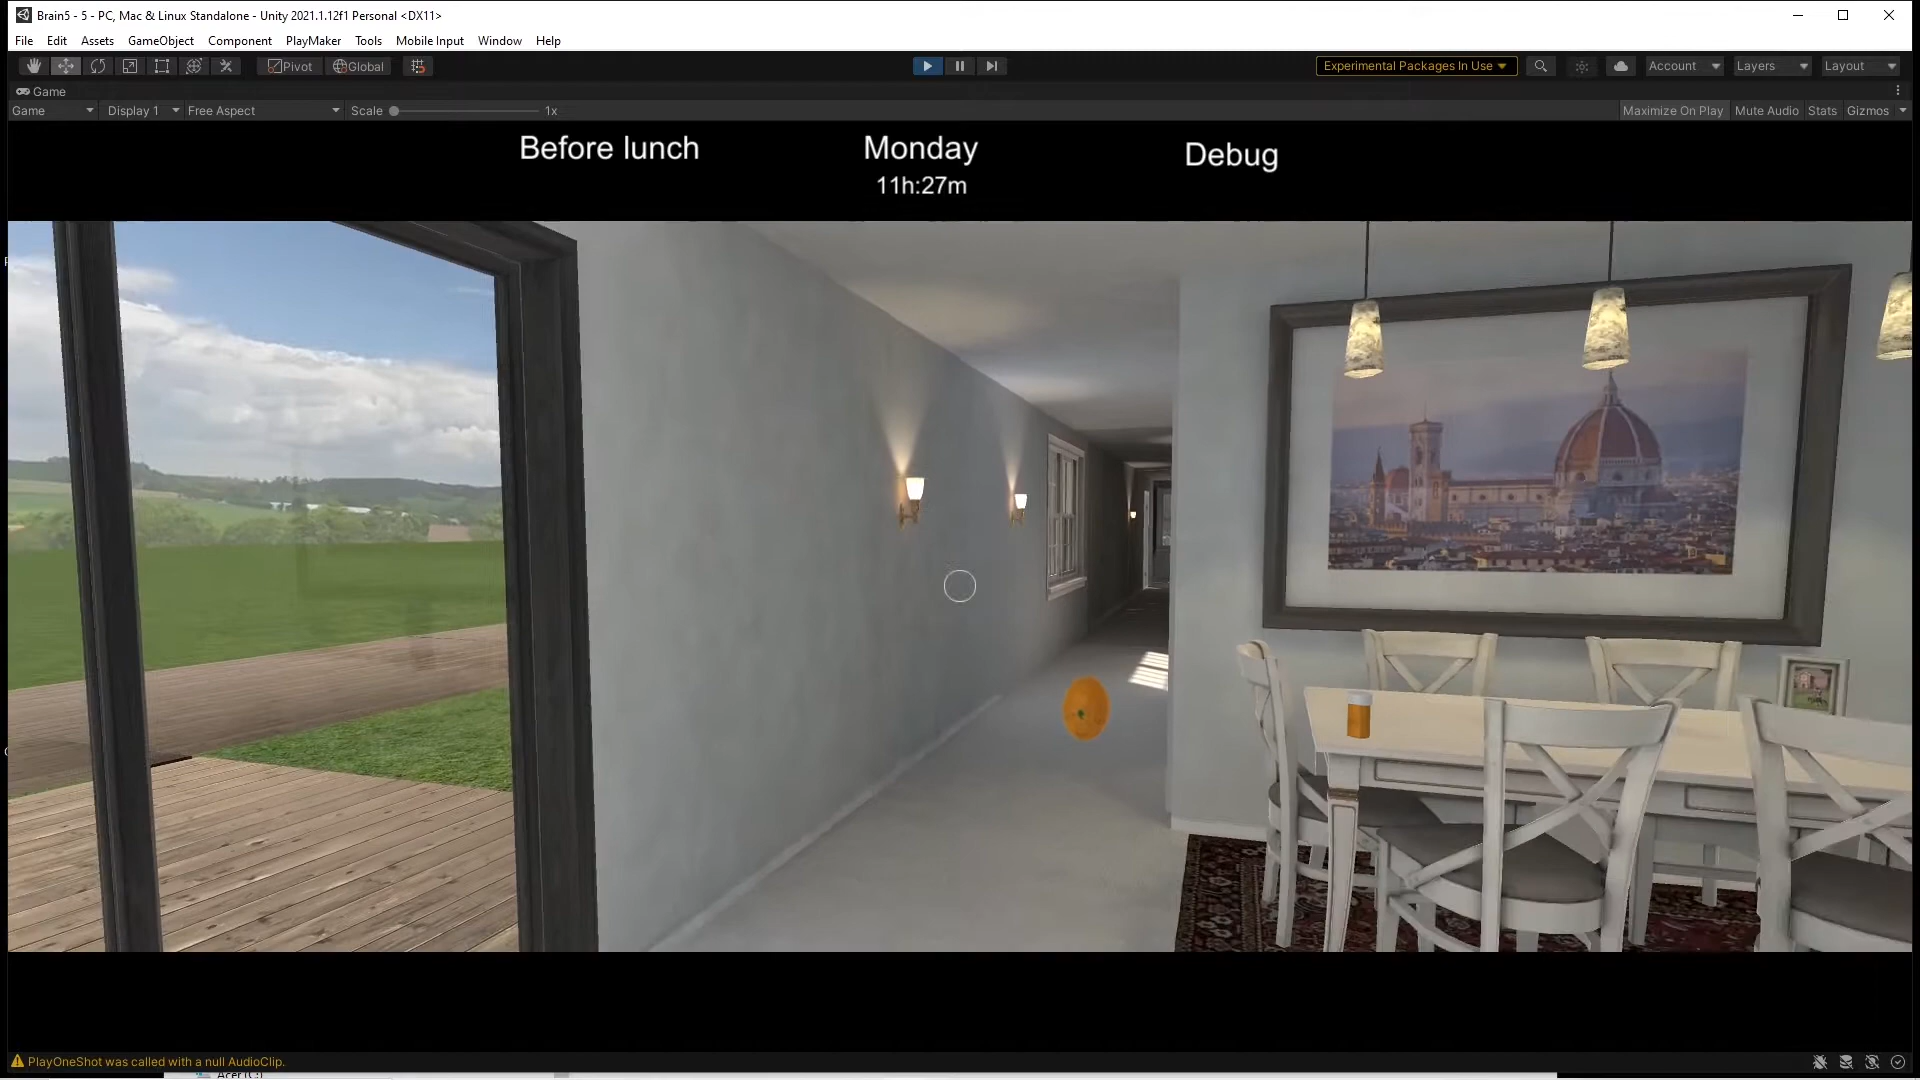 Brain5 - 5 - PC, Mac & Linux Standalone - Unity 2021.1.12f1 Personal <DX11>
File Edit Assets GameObject Component PlayMaker Tools Mobile Input Window Help
Pivot Global Experimental Packages In Use Account Layers Layout
Game
Game Display 1 Free Aspect Scale 1x Maximize On Play Mute Audio Stats Gizmos
Before lunch Monday Debug
11h:27m
PlayOneShot was called with a null AudioClip.
Acer (C:)